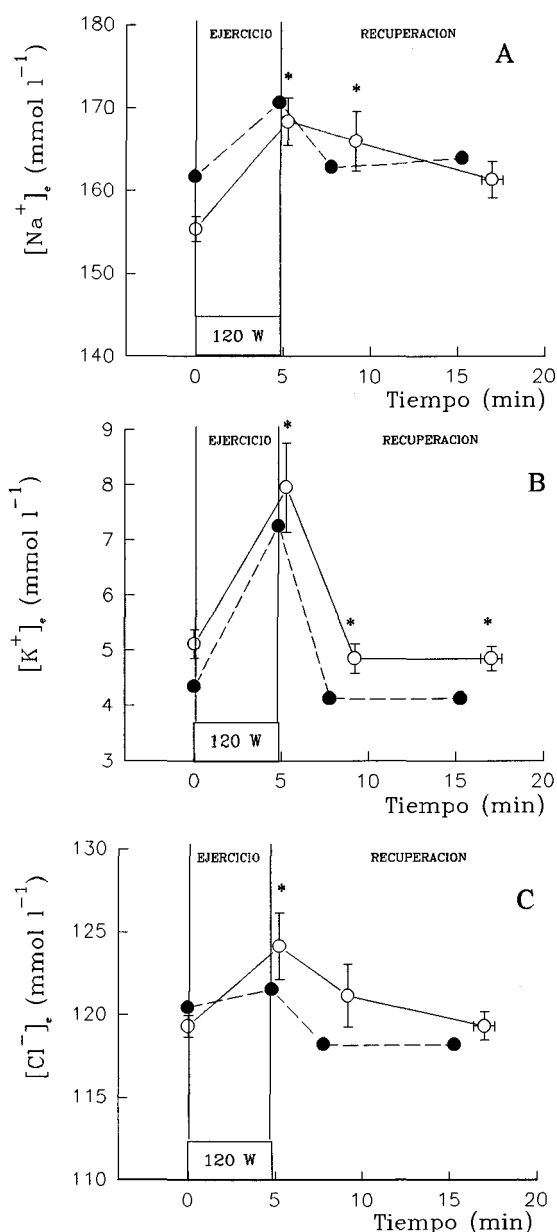 EJERCICIO RECUPERACION A
180
170
160
150
140
[Na⁺]ₑ (mmol l⁻¹)
* *
120 W
0 5 10 15 20
Tiempo (min)
EJERCICIO RECUPERACION B
9
8
7
6
5
4
3
[K⁺]ₑ (mmol l⁻¹)
* * *
120 W
0 5 10 15 20
Tiempo (min)
EJERCICIO RECUPERACION C
130
125
120
115
110
[Cl⁻]ₑ (mmol l⁻¹)
*
120 W
0 5 10 15 20
Tiempo (min)